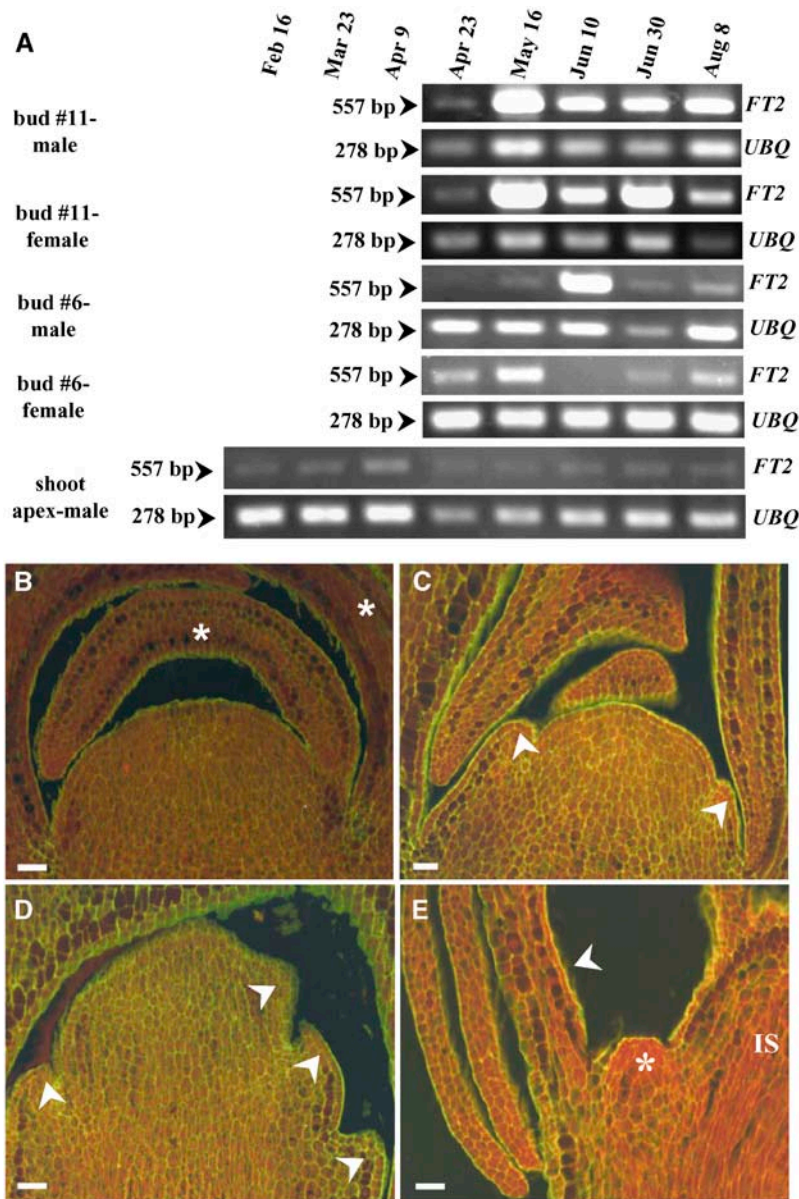 A
Feb 16 Mar 23 Apr 9 Apr 23 May 16 Jun 10 Jun 30 Aug 8
bud #11-
male
557 bp FT2
278 bp UBQ
bud #11-
female
557 bp FT2
278 bp UBQ
bud #6-
male
557 bp FT2
278 bp UBQ
bud #6-
female
557 bp FT2
278 bp UBQ
shoot
apex-male
557 bp FT2
278 bp UBQ
B
* *
C
D
E
IS
*